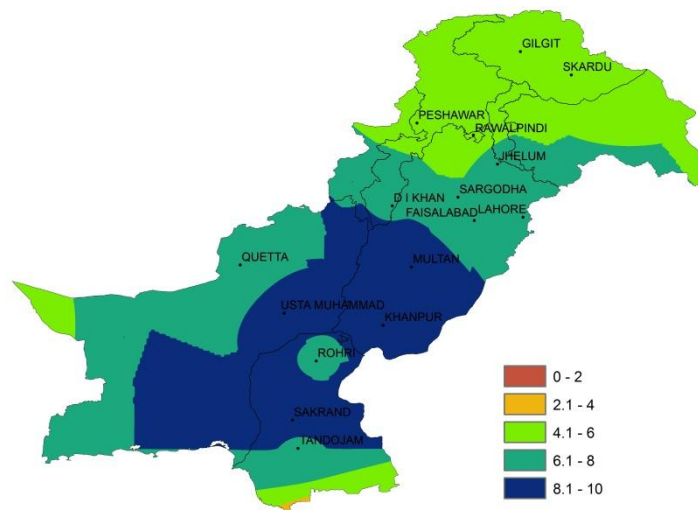 GILGIT
SKARDU
PESHAWAR
RAWALPINDI
JHELUM
SARGODHA
D I KHAN
FAISALABAD
LAHORE
QUETTA
MULTAN
USTA MUHAMMAD
KHANPUR
ROHRI
SAKRAND
TANDOJAM
0 - 2
2.1 - 4
4.1 - 6
6.1 - 8
8.1 - 10